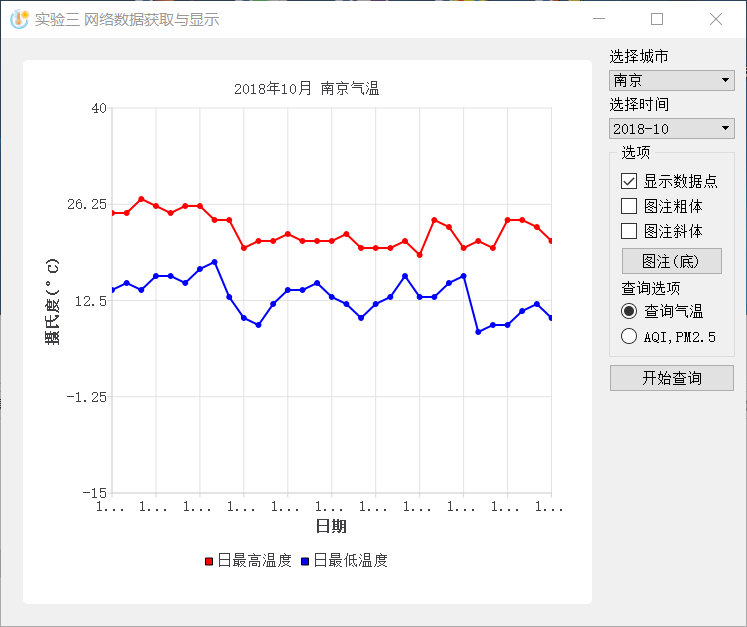 实验三 网络数据获取与显示
2018年10月 南京气温
40
26.25
12.5
-1.25
-15
摄氏度(°C)
1... 1... 1... 1... 1... 1... 1... 1... 1... 1... 1...
日期
日最高温度 日最低温度
选择城市
南京
选择时间
2018-10
选项
显示数据点
图注粗体
图注斜体
图注(底)
查询选项
查询气温
AQI,PM2.5
开始查询